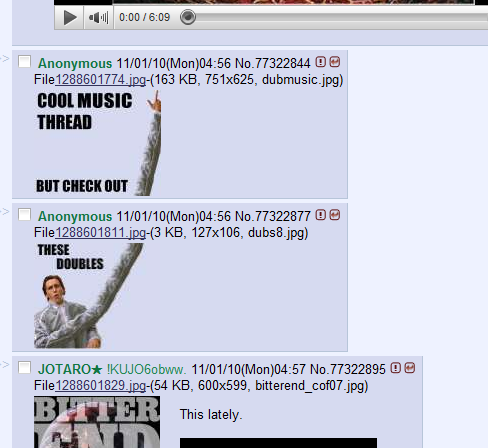 0:00 / 6:09
>> Anonymous 11/01/10(Mon)04:56 No.77322844
File1288601774.jpg-(163 KB, 751x625, dubmusic.jpg)
COOL MUSIC
THREAD
BUT CHECK OUT
>> Anonymous 11/01/10(Mon)04:56 No.77322877
File1288601811.jpg-(3 KB, 127x106, dubs8.jpg)
THESE
DOUBLES
>> JOTARO★ !KUJO6obww. 11/01/10(Mon)04:57 No.77322895
File1288601829.jpg-(54 KB, 600x599, bitterend_cof07.jpg)
BITTER
END
This lately.